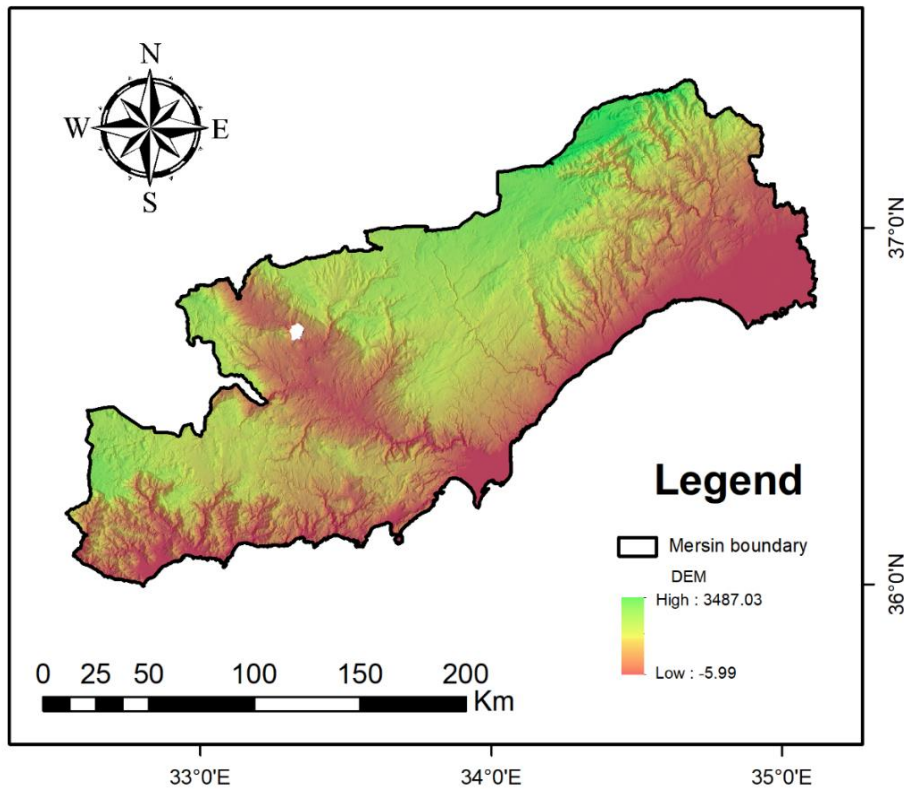 N
W E
S
37°0'N
Legend
Mersin boundary
DEM
High : 3487.03
Low : -5.99
36°0'N
0 25 50 100 150 200
Km
33°0'E 34°0'E 35°0'E